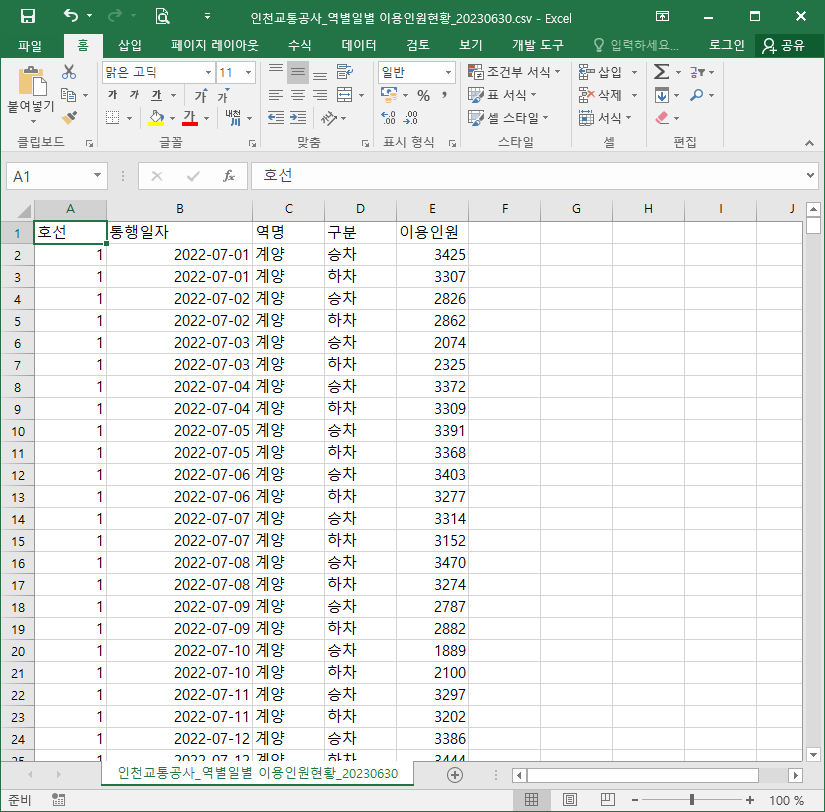 인천교통공사_역별일별 이용인원현황_20230630.csv - Excel
파일 홈 삽입 페이지 레이아웃 수식 데이터 검토 보기 개발 도구 입력하세요... 로그인 공유
맑은 고딕 11 일반 조건부 서식 삽입
붙여넣기 가 가 가 가 가 내천 % , 표 서식 삭제
셀 스타일 서식
클립보드 글꼴 맞춤 표시 형식 스타일 셀 편집
A1 fx 호선
A B C D E F G H I J
1 호선 통행일자 역명 구분 이용인원
2 1 2022-07-01 계양 승차 3425
3 1 2022-07-01 계양 하차 3307
4 1 2022-07-02 계양 승차 2826
5 1 2022-07-02 계양 하차 2862
6 1 2022-07-03 계양 승차 2074
7 1 2022-07-03 계양 하차 2325
8 1 2022-07-04 계양 승차 3372
9 1 2022-07-04 계양 하차 3309
10 1 2022-07-05 계양 승차 3391
11 1 2022-07-05 계양 하차 3368
12 1 2022-07-06 계양 승차 3403
13 1 2022-07-06 계양 하차 3277
14 1 2022-07-07 계양 승차 3314
15 1 2022-07-07 계양 하차 3152
16 1 2022-07-08 계양 승차 3470
17 1 2022-07-08 계양 하차 3274
18 1 2022-07-09 계양 승차 2787
19 1 2022-07-09 계양 하차 2882
20 1 2022-07-10 계양 승차 1889
21 1 2022-07-10 계양 하차 2100
22 1 2022-07-11 계양 승차 3297
23 1 2022-07-11 계양 하차 3202
24 1 2022-07-12 계양 승차 3386
25 1 2022-07-12 계양 하차 3444
인천교통공사_역별일별 이용인원현황_20230630
준비 100 %